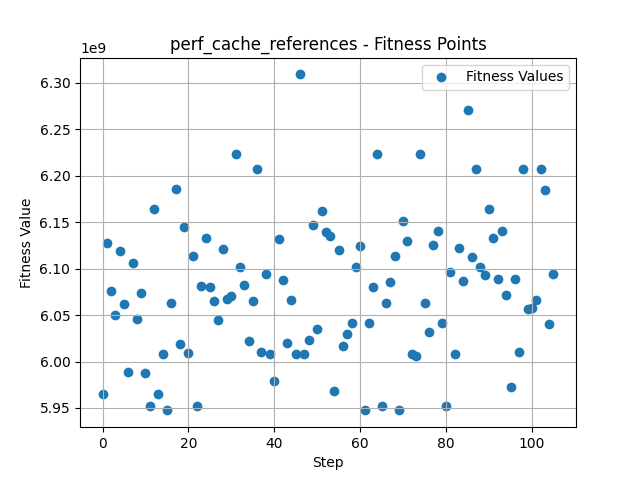 perf_cache_references - Fitness Points
1e9
Fitness Values
6.30
6.25
6.20
6.15
6.10
6.05
6.00
5.95
Fitness Value
0 20 40 60 80 100
Step